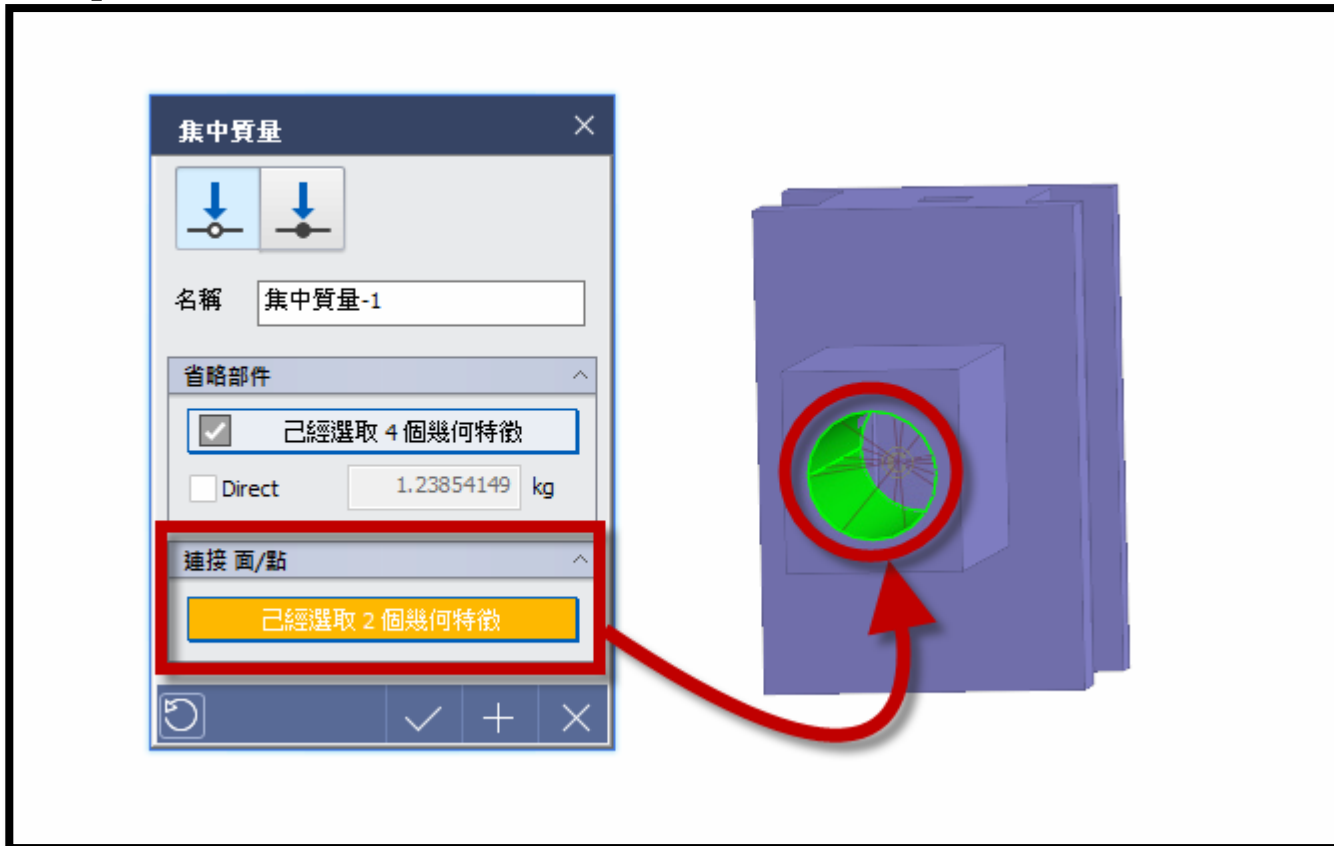 集中質量
名稱 集中質量-1
省略部件
已經選取 4 個幾何特徵
Direct 1.23854149 kg
連接 面/點
已經選取 2 個幾何特徵